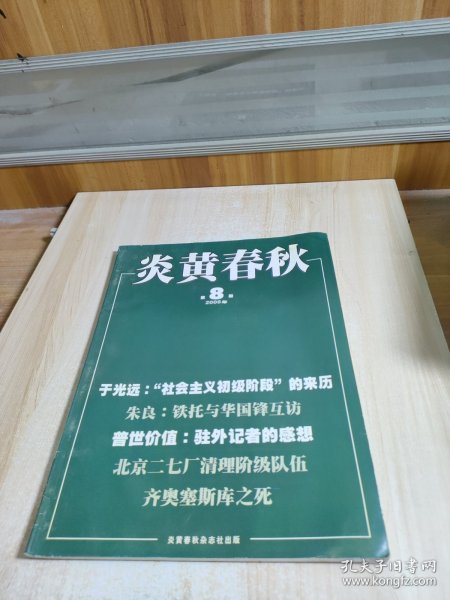 炎黄春秋
第8期
2008年
于光远：“社会主义初级阶段”的来历
朱良：铁托与华国锋互访
普世价值：驻外记者的感想
北京二七厂清理阶级队伍
齐奥塞斯库之死
炎黄春秋杂志社出版
孔夫子旧书网
www.kongfz.com